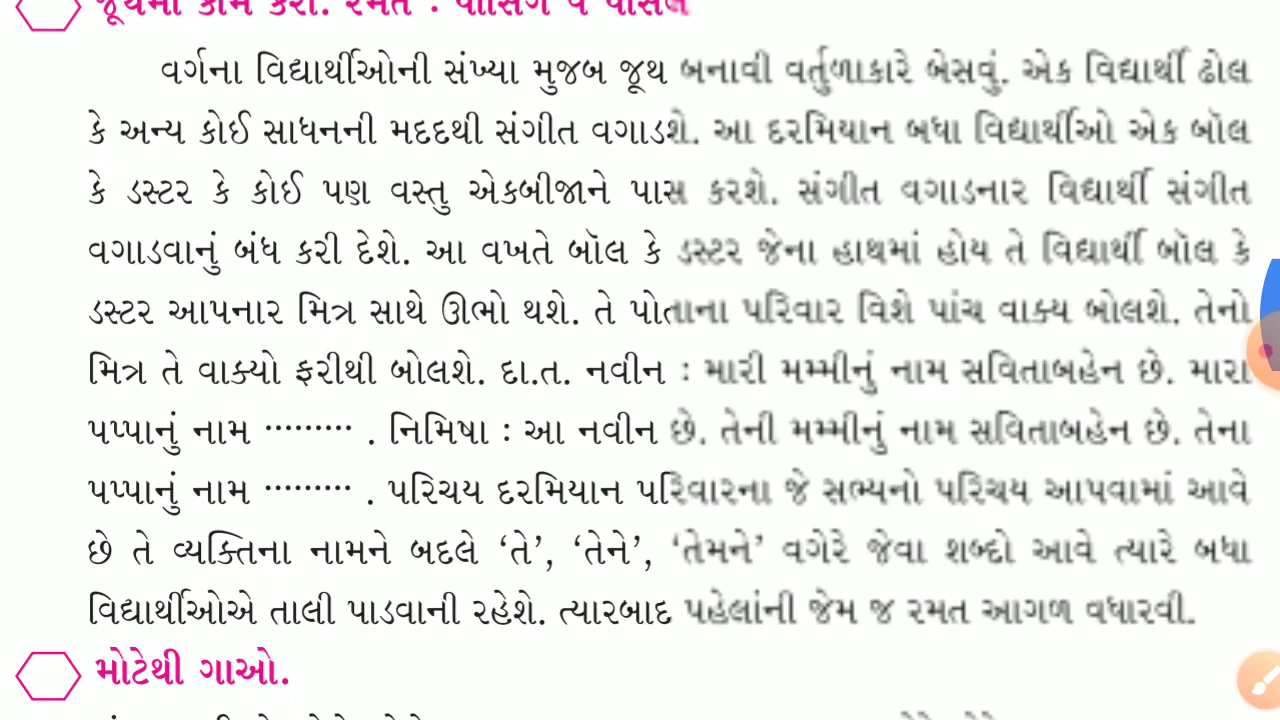 જૂથમાં કામ કરો. રમત : પાસિંગ ધ પાર્સલ
વર્ગના વિદ્યાર્થીઓની સંખ્યા મુજબ જૂથ બનાવી વર્તુળાકારે બેસવું. એક વિદ્યાર્થી ઢોલ
કે અન્ય કોઈ સાધનની મદદથી સંગીત વગાડશે. આ દરમિયાન બધા વિદ્યાર્થીઓ એક બૉલ
કે ડસ્ટર કે કોઈ પણ વસ્તુ એકબીજાને પાસ કરશે. સંગીત વગાડનાર વિદ્યાર્થી સંગીત
વગાડવાનું બંધ કરી દેશે. આ વખતે બૉલ કે ડસ્ટર જેના હાથમાં હોય તે વિદ્યાર્થી બૉલ કે
ડસ્ટર આપનાર મિત્ર સાથે ઊભો થશે. તે પોતાના પરિવાર વિશે પાંચ વાક્ય બોલશે. તેનો
મિત્ર તે વાક્યો ફરીથી બોલશે. દા.ત. નવીન : મારી મમ્મીનું નામ સવિતાબહેન છે. મારા
પપ્પાનું નામ ········· . નિમિષા : આ નવીન છે. તેની મમ્મીનું નામ સવિતાબહેન છે. તેના
પપ્પાનું નામ ········· . પરિચય દરમિયાન પરિવારના જે સભ્યનો પરિચય આપવામાં આવે
છે તે વ્યક્તિના નામને બદલે ‘તે’, ‘તેને’, ‘તેમને’ વગેરે જેવા શબ્દો આવે ત્યારે બધા
વિદ્યાર્થીઓએ તાલી પાડવાની રહેશે. ત્યારબાદ પહેલાંની જેમ જ રમત આગળ વધારવી.
મોટેથી ગાઓ.